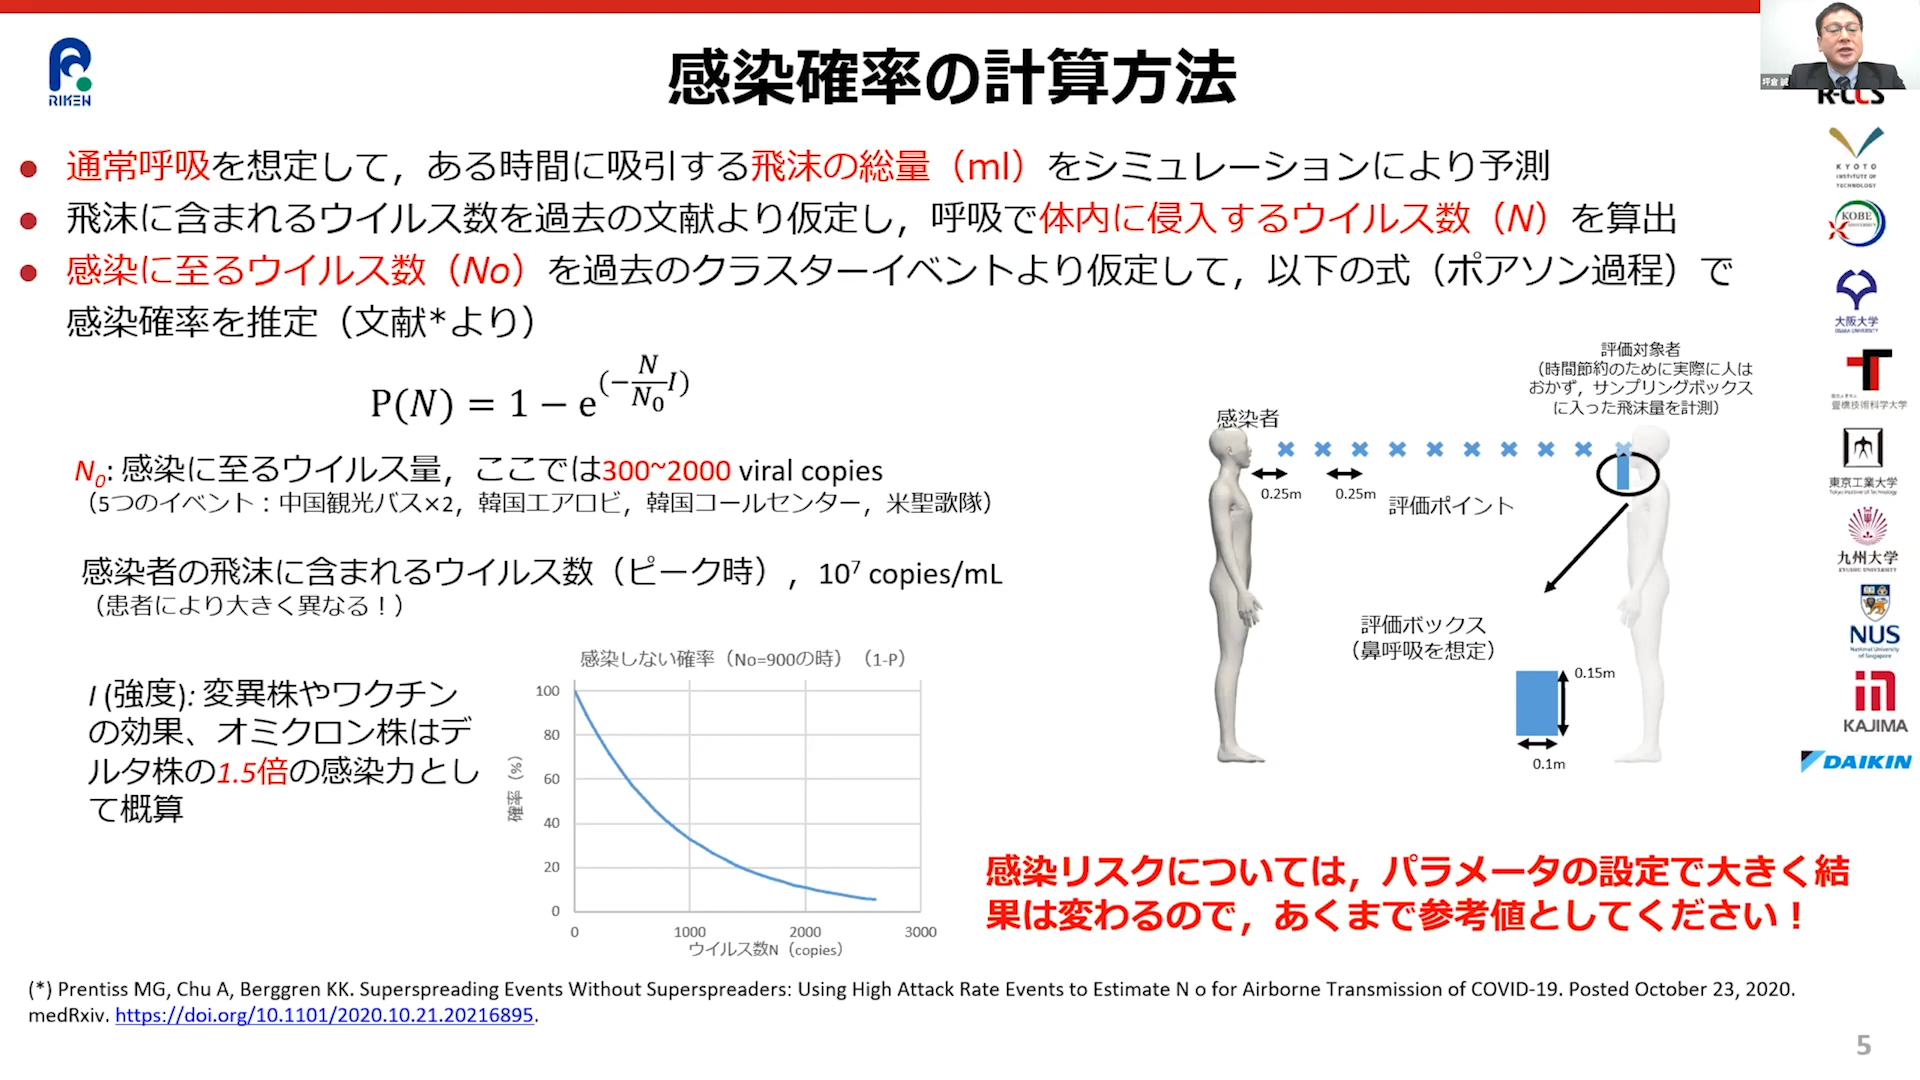 感染確率の計算方法
RIKEN
坪倉 誠
R-CCS
通常呼吸を想定して，ある時間に吸引する飛沫の総量（ml）をシミュレーションにより予測
飛沫に含まれるウイルス数を過去の文献より仮定し，呼吸で体内に侵入するウイルス数（N）を算出
感染に至るウイルス数（No）を過去のクラスターイベントより仮定して，以下の式（ポアソン過程）で
感染確率を推定（文献*より）
P(N) = 1 − e^(−N/N₀ I)
N₀: 感染に至るウイルス量，ここでは300~2000 viral copies
（5つのイベント：中国観光バス×2，韓国エアロビ，韓国コールセンター，米聖歌隊）
感染者の飛沫に含まれるウイルス数（ピーク時），10⁷ copies/mL
（患者により大きく異なる！）
I (強度): 変異株やワクチン
の効果、オミクロン株はデ
ルタ株の1.5倍の感染力とし
て概算
感染しない確率（No=900の時）（1-P）
確率（%）
100
80
60
40
20
0
0
1000
2000
3000
ウイルス数N（copies）
評価対象者
（時間節約のために実際に人は
おかず，サンプリングボックス
に入った飛沫量を計測）
感染者
0.25m
0.25m
評価ポイント
評価ボックス
（鼻呼吸を想定）
0.15m
0.1m
感染リスクについては，パラメータの設定で大きく結
果は変わるので，あくまで参考値としてください！
KYOTO
INSTITUTE OF
TECHNOLOGY
KOBE
大阪大学
OSAKA UNIVERSITY
豊橋技術科学大学
東京工業大学
Tokyo Institute of Technology
九州大学
KYUSHU UNIVERSITY
NUS
National University
of Singapore
KAJIMA
DAIKIN
(*) Prentiss MG, Chu A, Berggren KK. Superspreading Events Without Superspreaders: Using High Attack Rate Events to Estimate N o for Airborne Transmission of COVID-19. Posted October 23, 2020.
medRxiv. https://doi.org/10.1101/2020.10.21.20216895.
5